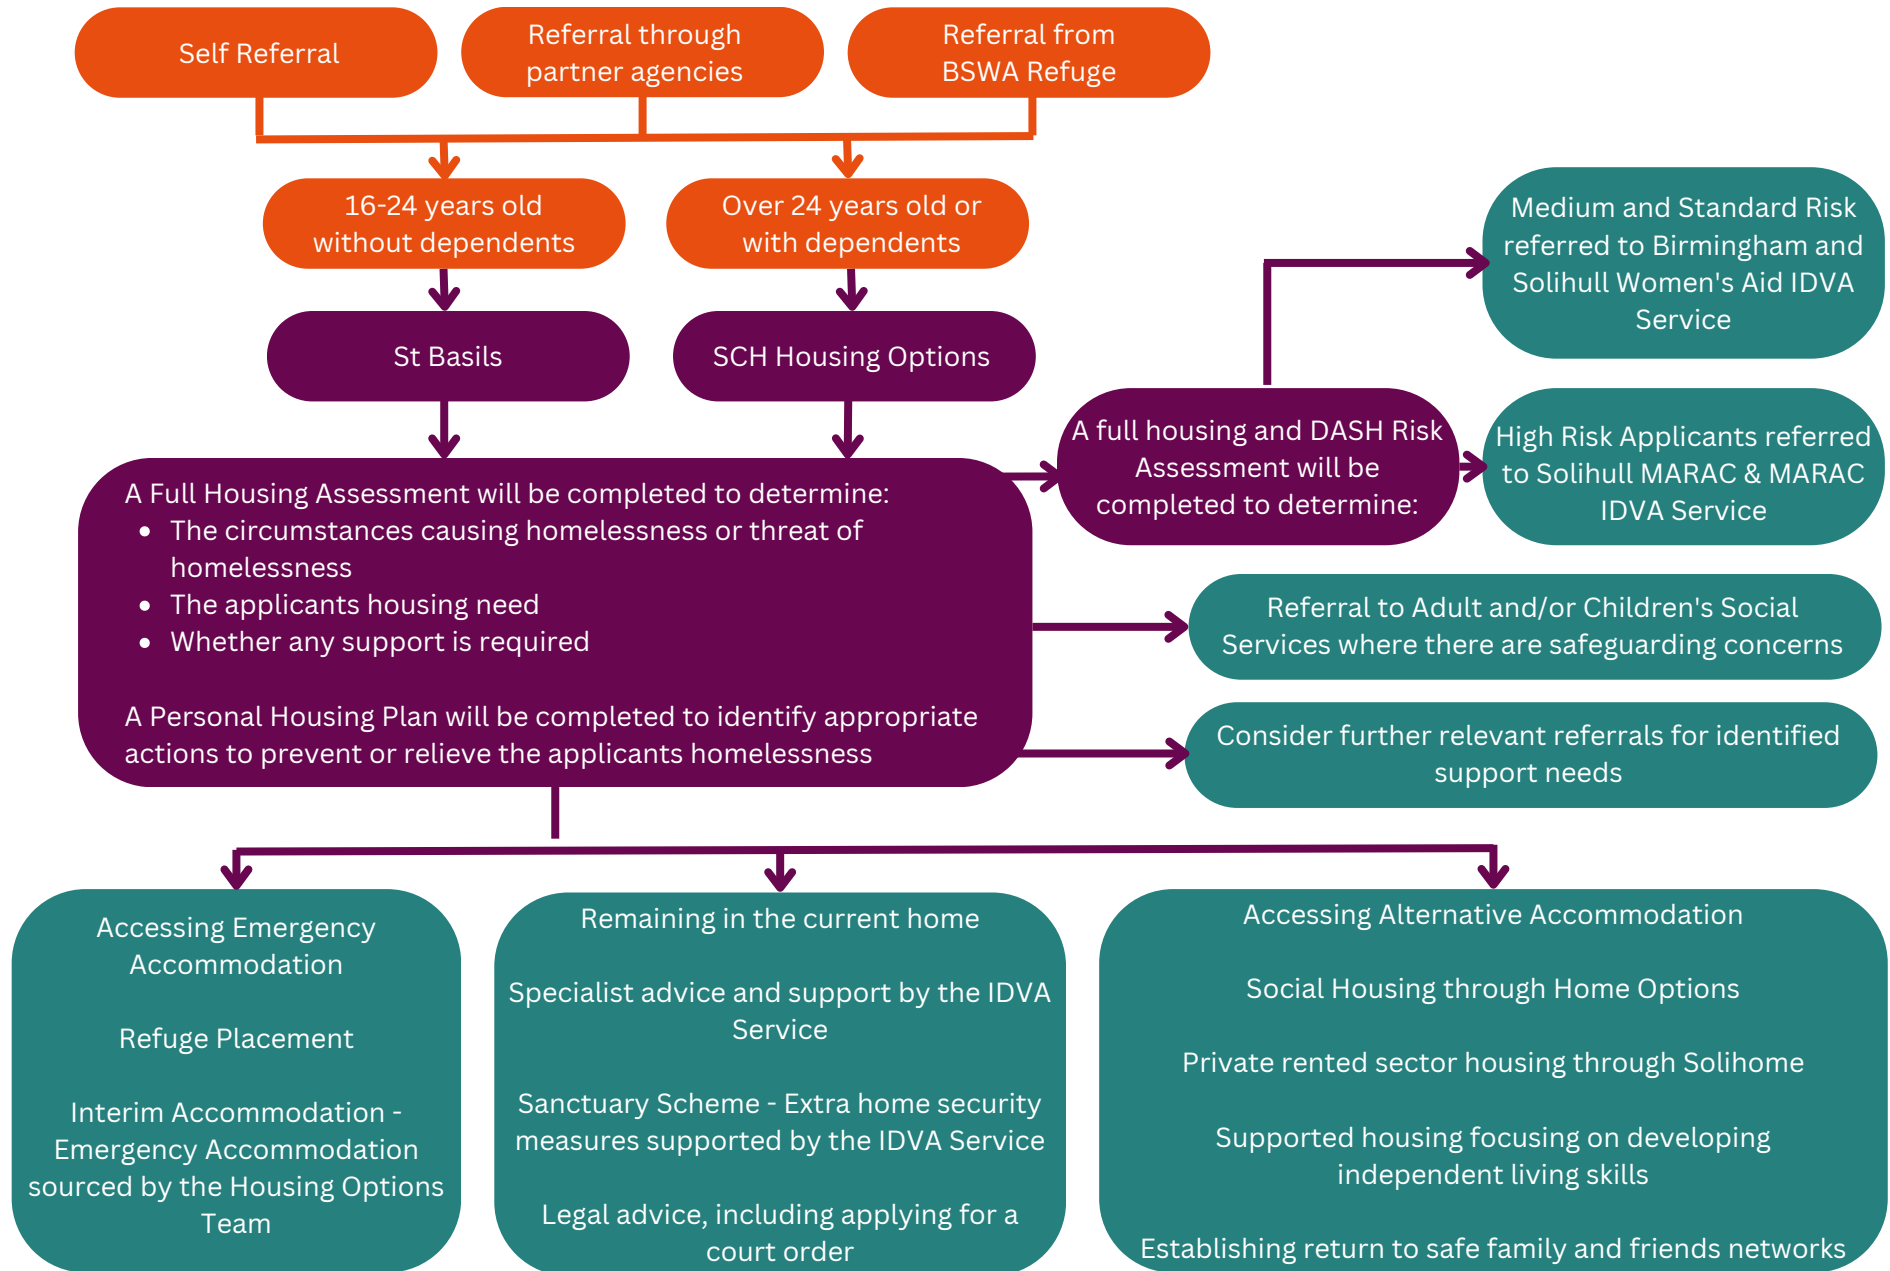 Self Referral
Referral through
partner agencies
Referral from
BSWA Refuge
16-24 years old
without dependents
Over 24 years old or
with dependents
St Basils
SCH Housing Options
Medium and Standard Risk
referred to Birmingham and
Solihull Women's Aid IDVA
Service
A full housing and DASH Risk
Assessment will be
completed to determine:
High Risk Applicants referred
to Solihull MARAC & MARAC
IDVA Service
A Full Housing Assessment will be completed to determine:
• The circumstances causing homelessness or threat of
homelessness
• The applicants housing need
• Whether any support is required
A Personal Housing Plan will be completed to identify appropriate
actions to prevent or relieve the applicants homelessness
Referral to Adult and/or Children's Social
Services where there are safeguarding concerns
Consider further relevant referrals for identified
support needs
Accessing Emergency
Accommodation
Refuge Placement
Interim Accommodation -
Emergency Accommodation
sourced by the Housing Options
Team
Remaining in the current home
Specialist advice and support by the IDVA
Service
Sanctuary Scheme - Extra home security
measures supported by the IDVA Service
Legal advice, including applying for a
court order
Accessing Alternative Accommodation
Social Housing through Home Options
Private rented sector housing through Solihome
Supported housing focusing on developing
independent living skills
Establishing return to safe family and friends networks